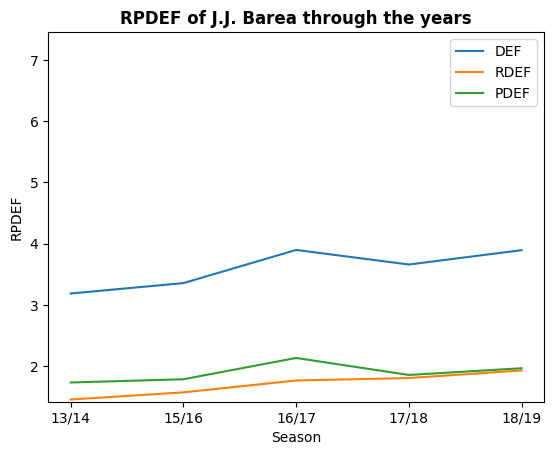 RPDEF of J.J. Barea through the years
DEF
RDEF
PDEF
7
6
5
4
3
2
RPDEF
13/14 15/16 16/17 17/18 18/19
Season